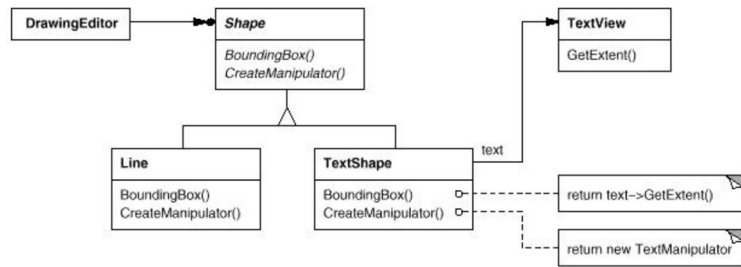 DrawingEditor
Shape
BoundingBox()
CreateManipulator()
TextView
GetExtent()
Line
BoundingBox()
CreateManipulator()
TextShape
BoundingBox()
CreateManipulator()
text
return text->GetExtent()
return new TextManipulator